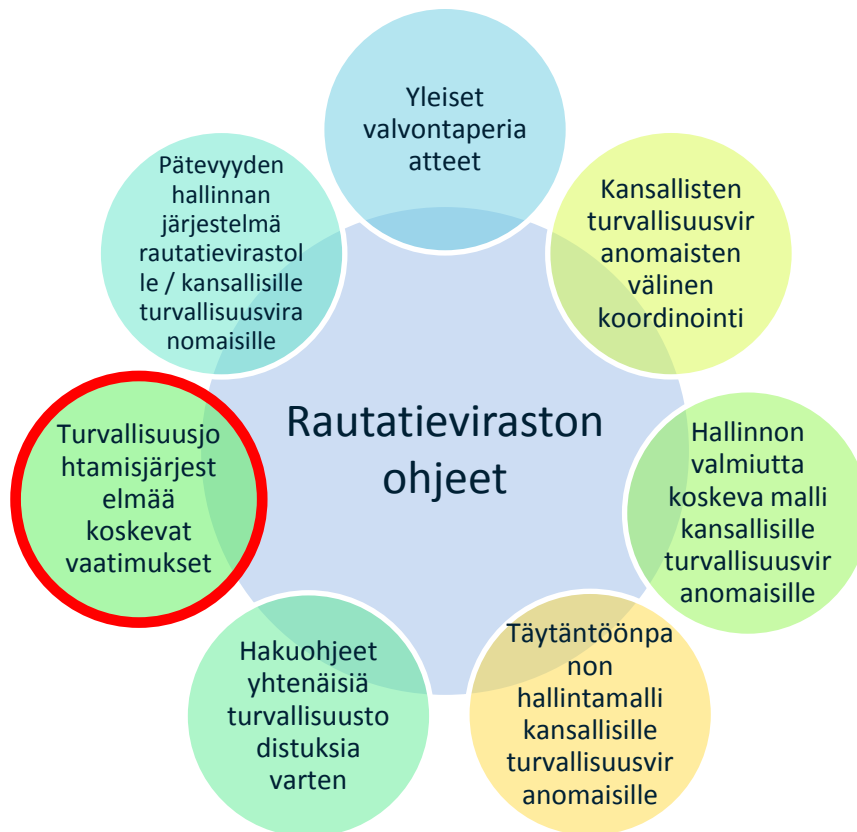 Yleiset
valvontaperia
atteet
Kansallisten
turvallisuusvir
anomaisten
välinen
koordinointi
Hallinnon
valmiutta
koskeva malli
kansallisille
turvallisuusvir
anomaisille
Täytäntöönpa
non
hallintamalli
kansallisille
turvallisuusvir
anomaisille
Hakuohjeet
yhtenäisiä
turvallisuusto
distuksia
varten
Turvallisuusjo
htamisjärjest
elmää
koskevat
vaatimukset
Pätevyyden
hallinnan
järjestelmä
rautatievirastol
le / kansallisille
turvallisuusvira
nomaisille
Rautatieviraston
ohjeet